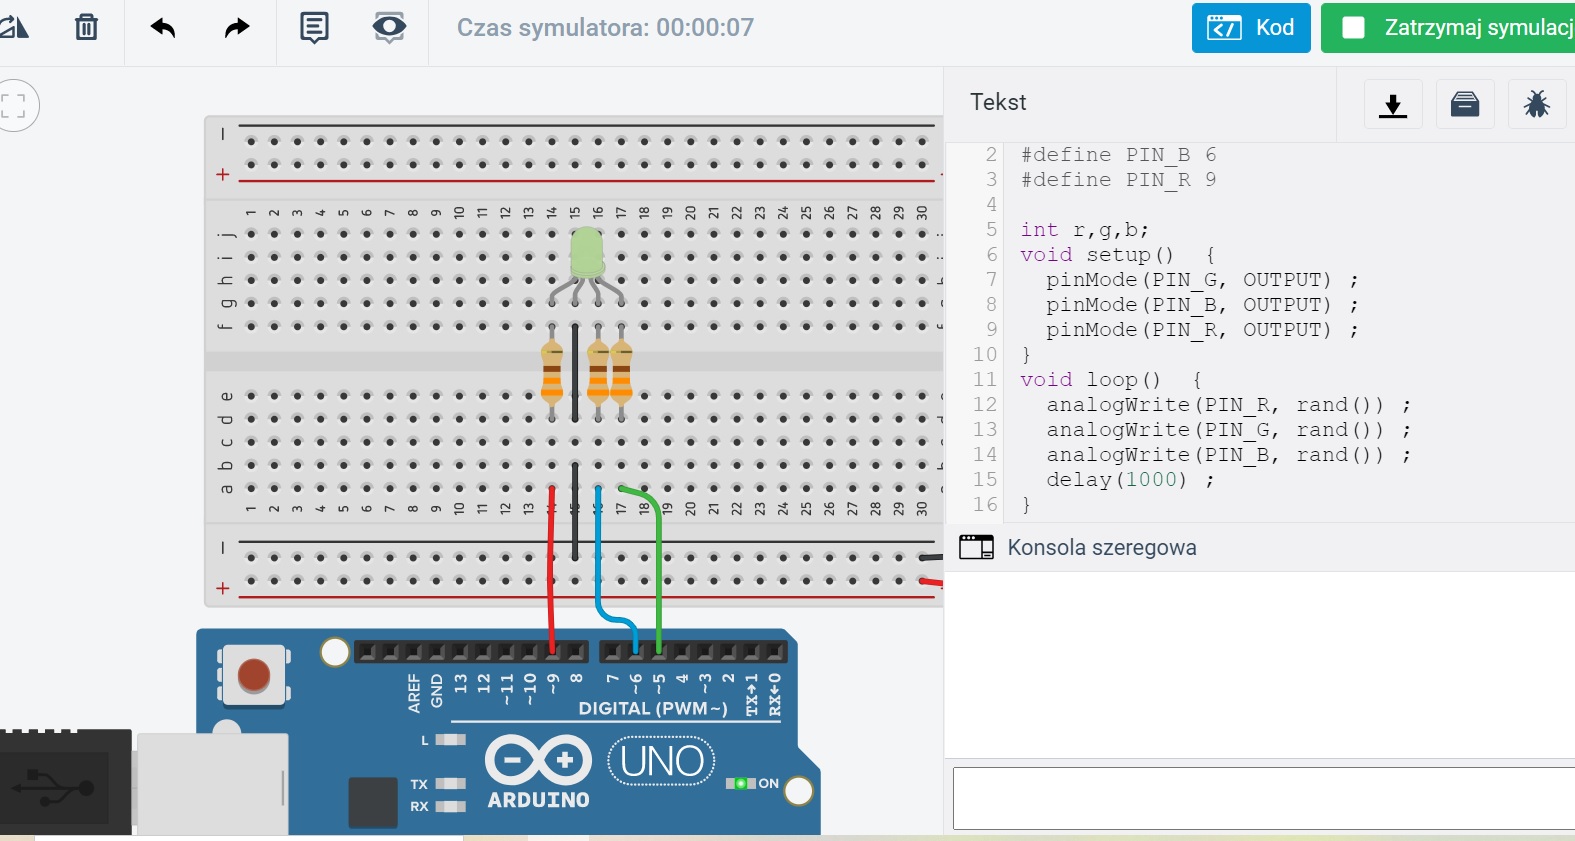 Czas symulatora: 00:00:07
Kod
Zatrzymaj symulacj
Tekst
2 #define PIN_B 6
3 #define PIN_R 9
4
5 int r,g,b;
6 void setup()  {
7   pinMode(PIN_G, OUTPUT) ;
8   pinMode(PIN_B, OUTPUT) ;
9   pinMode(PIN_R, OUTPUT) ;
10 }
11 void loop()  {
12   analogWrite(PIN_R, rand()) ;
13   analogWrite(PIN_G, rand()) ;
14   analogWrite(PIN_B, rand()) ;
15   delay(1000) ;
16 }
Konsola szeregowa
1 2 3 4 5 6 7 8 9 10 11 12 13 14 15 16 17 18 19 20 21 22 23 24 25 26 27 28 29 30
j
i
h
g
f
e
d
c
b
a
1 2 3 4 5 6 7 8 9 10 11 12 13 14 15 16 17 18 19 20 21 22 23 24 25 26 27 28 29 30
AREF GND 13 12 ~11 ~10 ~9 8 7 ~6 ~5 4 ~3 2 TX→1 RX←0
DIGITAL (PWM~)
L
TX
RX
ARDUINO
UNO
ON